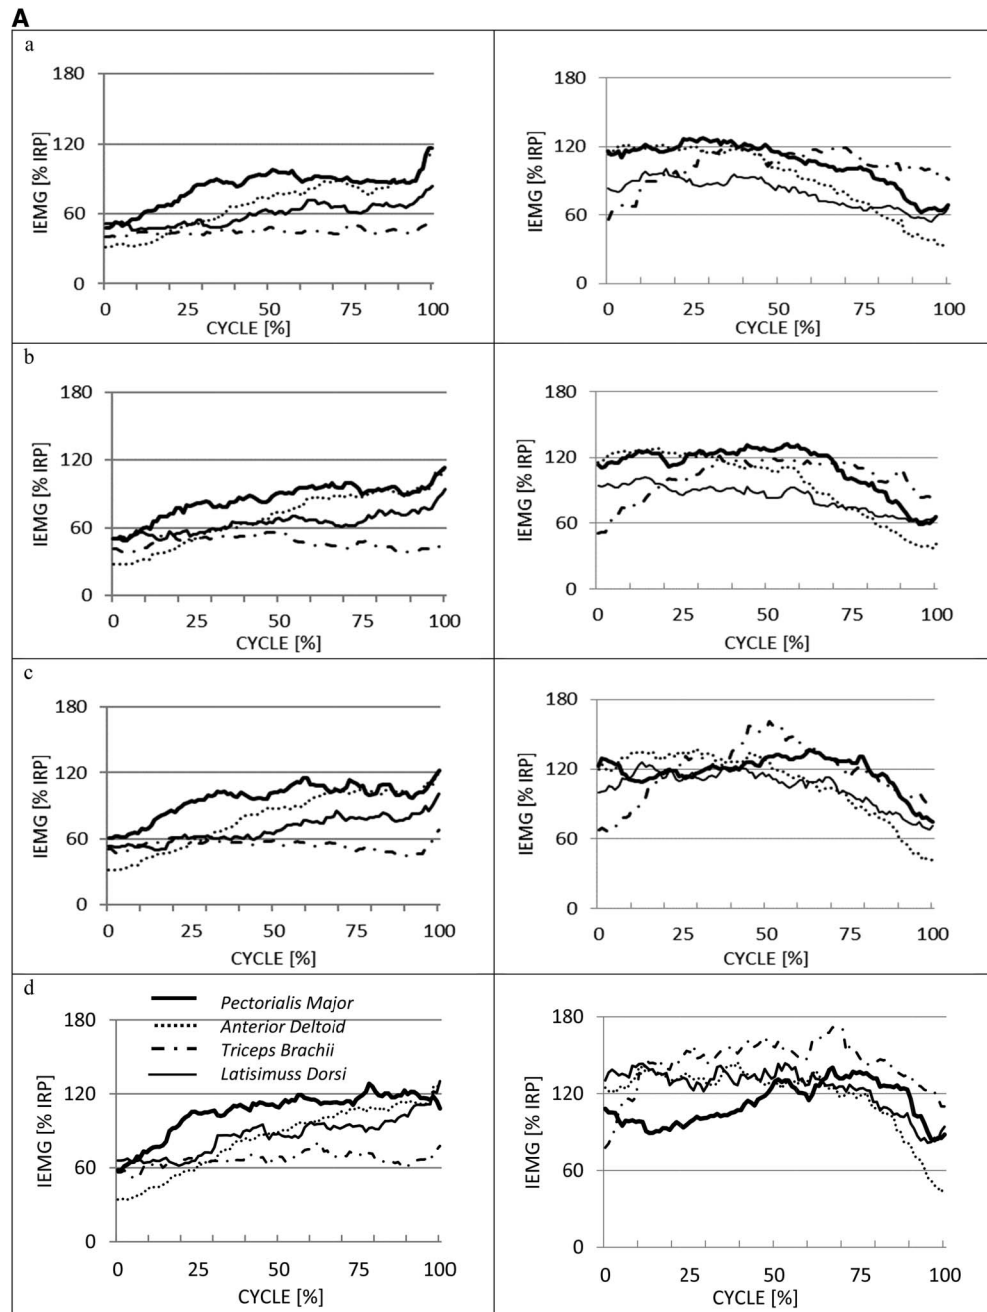 A
a
180
120
60
0
IEMG [% IRP]
0 25 50 75 100
CYCLE [%]
180
120
60
0
IEMG [% IRP]
0 25 50 75 100
CYCLE [%]
b
180
120
60
0
IEMG [% IRP]
0 25 50 75 100
CYCLE [%]
180
120
60
0
IEMG [% IRP]
0 25 50 75 100
CYCLE [%]
c
180
120
60
0
IEMG [% IRP]
0 25 50 75 100
CYCLE [%]
180
120
60
0
IEMG [% IRP]
0 25 50 75 100
CYCLE [%]
d
Pectorialis Major
Anterior Deltoid
Triceps Brachii
Latisimuss Dorsi
180
120
60
0
IEMG [% IRP]
0 25 50 75 100
CYCLE [%]
180
120
60
0
IEMG [% IRP]
0 25 50 75 100
CYCLE [%]